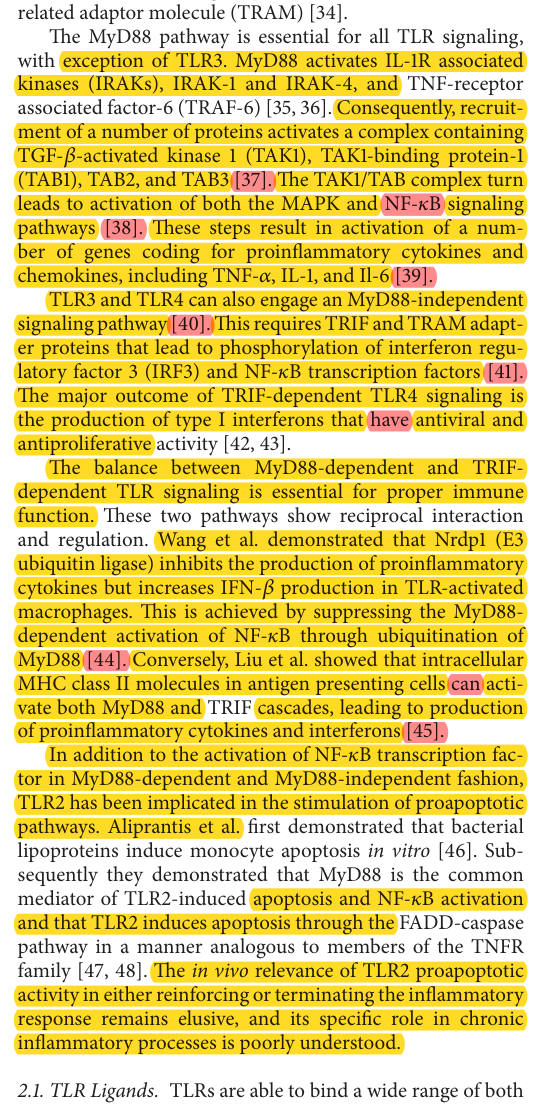 related adaptor molecule (TRAM) [34].
The MyD88 pathway is essential for all TLR signaling,
with exception of TLR3. MyD88 activates IL-1R associated
kinases (IRAKs), IRAK-1 and IRAK-4, and TNF-receptor
associated factor-6 (TRAF-6) [35, 36]. Consequently, recruit-
ment of a number of proteins activates a complex containing
TGF-β-activated kinase 1 (TAK1), TAK1-binding protein-1
(TAB1), TAB2, and TAB3 [37]. The TAK1/TAB complex turn
leads to activation of both the MAPK and NF-κB signaling
pathways [38]. These steps result in activation of a num-
ber of genes coding for proinflammatory cytokines and
chemokines, including TNF-α, IL-1, and Il-6 [39].
TLR3 and TLR4 can also engage an MyD88-independent
signaling pathway [40]. This requires TRIF and TRAM adapt-
er proteins that lead to phosphorylation of interferon regu-
latory factor 3 (IRF3) and NF-κB transcription factors [41].
The major outcome of TRIF-dependent TLR4 signaling is
the production of type I interferons that have antiviral and
antiproliferative activity [42, 43].
The balance between MyD88-dependent and TRIF-
dependent TLR signaling is essential for proper immune
function. These two pathways show reciprocal interaction
and regulation. Wang et al. demonstrated that Nrdp1 (E3
ubiquitin ligase) inhibits the production of proinflammatory
cytokines but increases IFN-β production in TLR-activated
macrophages. This is achieved by suppressing the MyD88-
dependent activation of NF-κB through ubiquitination of
MyD88 [44]. Conversely, Liu et al. showed that intracellular
MHC class II molecules in antigen presenting cells can acti-
vate both MyD88 and TRIF cascades, leading to production
of proinflammatory cytokines and interferons [45].
In addition to the activation of NF-κB transcription fac-
tor in MyD88-dependent and MyD88-independent fashion,
TLR2 has been implicated in the stimulation of proapoptotic
pathways. Aliprantis et al. first demonstrated that bacterial
lipoproteins induce monocyte apoptosis in vitro [46]. Sub-
sequently they demonstrated that MyD88 is the common
mediator of TLR2-induced apoptosis and NF-κB activation
and that TLR2 induces apoptosis through the FADD-caspase
pathway in a manner analogous to members of the TNFR
family [47, 48]. The in vivo relevance of TLR2 proapoptotic
activity in either reinforcing or terminating the inflammatory
response remains elusive, and its specific role in chronic
inflammatory processes is poorly understood.
2.1. TLR Ligands. TLRs are able to bind a wide range of both